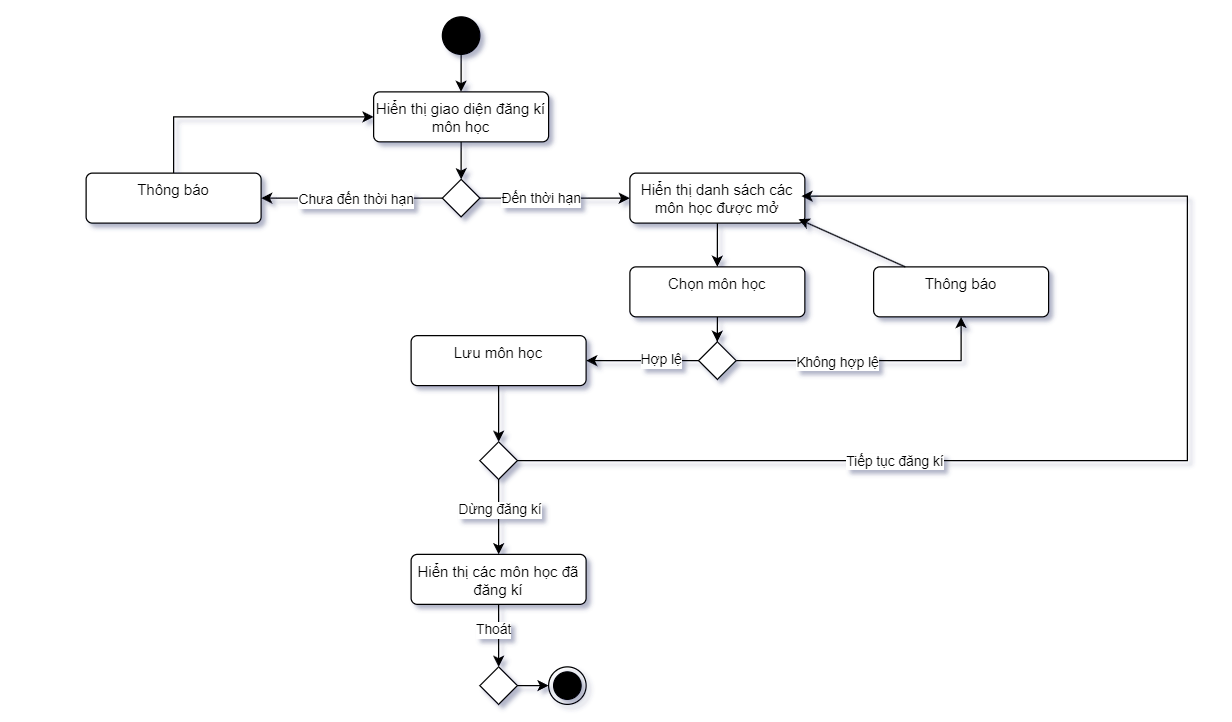 Hiển thị giao diện đăng kí
môn học
Thông báo
Chưa đến thời hạn
Đến thời hạn
Hiển thị danh sách các
môn học được mở
Chọn môn học
Thông báo
Lưu môn học
Hợp lệ
Không hợp lệ
Tiếp tục đăng kí
Dừng đăng kí
Hiển thị các môn học đã
đăng kí
Thoát